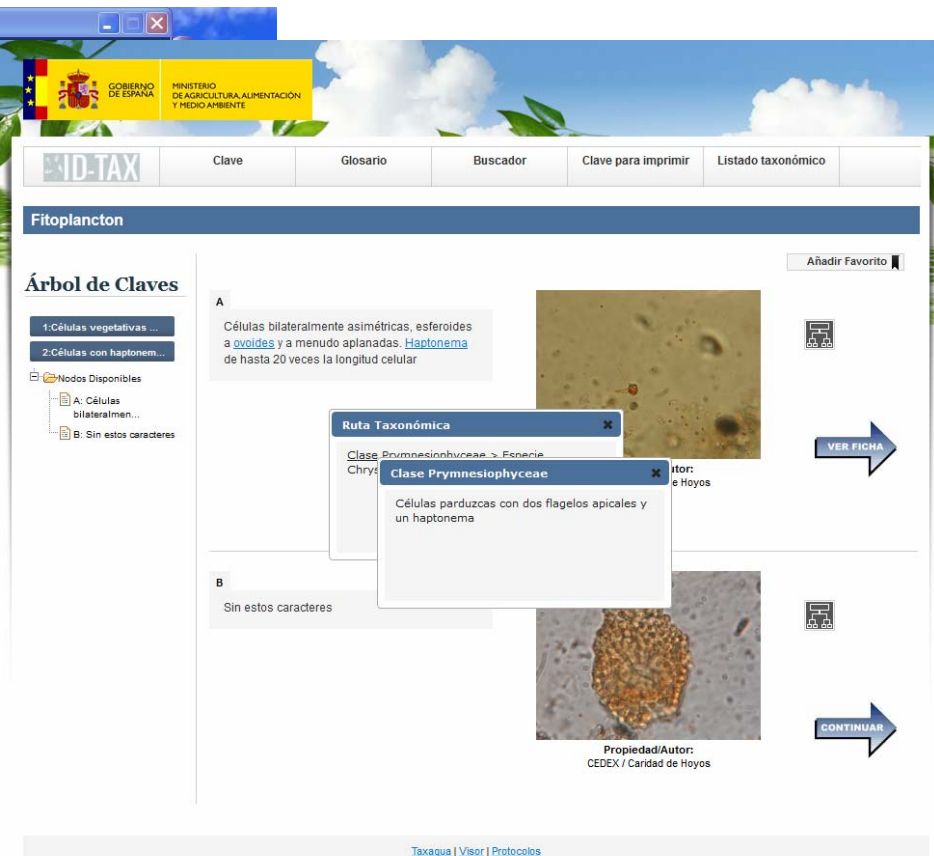 GOBIERNO
DE ESPAÑA
MINISTERIO
DE AGRICULTURA, ALIMENTACIÓN
Y MEDIO AMBIENTE
ID-TAX
Clave
Glosario
Buscador
Clave para imprimir
Listado taxonómico
Fitoplancton
Añadir Favorito
Árbol de Claves
1:Células vegetativas ...
2:Células con haptonem...
Nodos Disponibles
A: Células
bilateralmen...
B: Sin estos caracteres
A
Células bilateralmente asimétricas, esferoides
a ovoides y a menudo aplanadas. Haptonema
de hasta 20 veces la longitud celular
VER FICHA
Ruta Taxonómica
Clase Prymnesiophyceae > Especie
Clase Prymnesiophyceae
Células parduzcas con dos flagelos apicales y
un haptonema
Hoyos
B
Sin estos caracteres
CONTINUAR
Propiedad/Autor:
CEDEX / Caridad de Hoyos
Taxagua | Visor | Protocolos